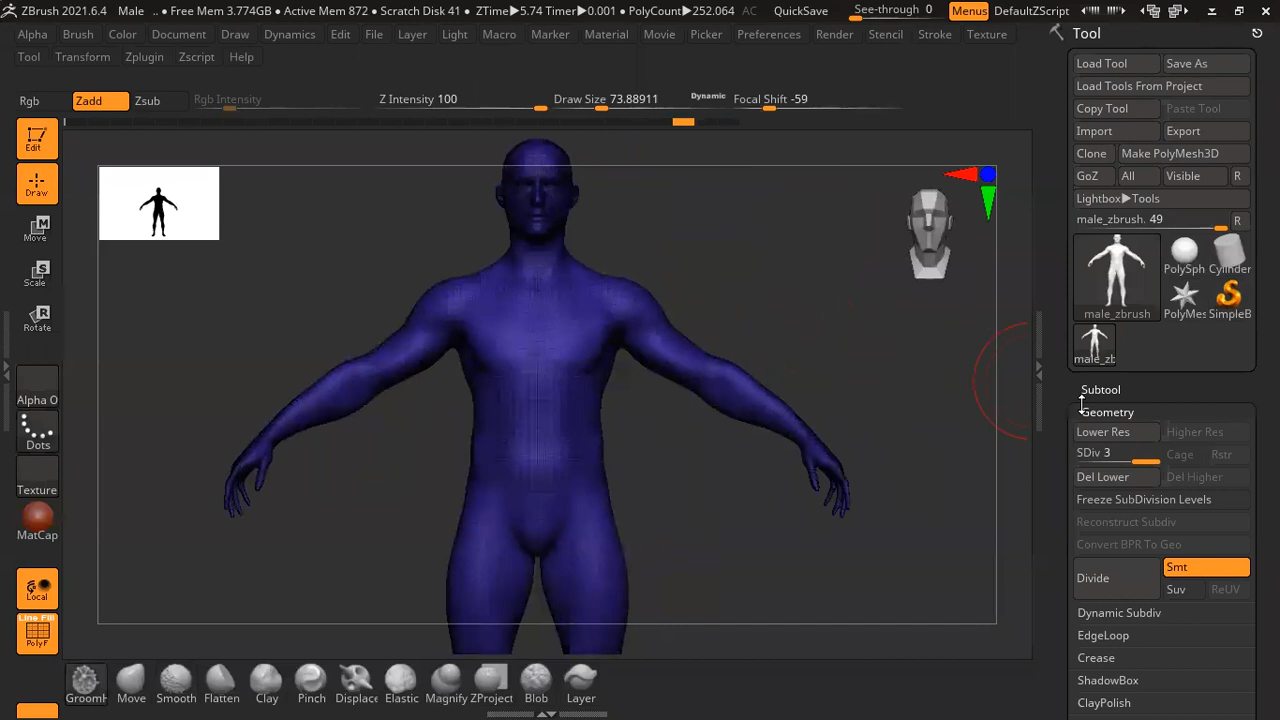 ZBrush 2021.6.4 Male • Free Mem 3.774GB • Active Mem 872 • Scratch Disk 41 • ZTime▶5.74 Timer▶0.001 • PolyCount▶252.064 AC QuickSave See-through 0 Menus DefaultZScript
Alpha Brush Color Document Draw Dynamics Edit File Layer Light Macro Marker Material Movie Picker Preferences Render Stencil Stroke Texture
Tool Transform Zplugin Zscript Help
Rgb Zadd Zsub Rgb Intensity Z Intensity 100 Draw Size 73.88911 Dynamic Focal Shift -59
Edit
Draw
Move
Scale
Rotate
Alpha O
Dots
Texture
MatCap
Local
Line Fill
PolyF
GroomH Move Smooth Flatten Clay Pinch Displace Elastic Magnify ZProject Blob Layer
Tool
Load Tool Save As
Load Tools From Project
Copy Tool Paste Tool
Import Export
Clone Make PolyMesh3D
GoZ All Visible R
Lightbox▶Tools
male_zbrush. 49 R
PolySph Cylinder
male_zbrush PolyMes SimpleB
male_zb
Subtool
Geometry
Lower Res Higher Res
SDiv 3 Cage Rstr
Del Lower Del Higher
Freeze SubDivision Levels
Reconstruct Subdiv
Convert BPR To Geo
Divide Smt
Suv ReUV
Dynamic Subdiv
EdgeLoop
Crease
ShadowBox
ClayPolish